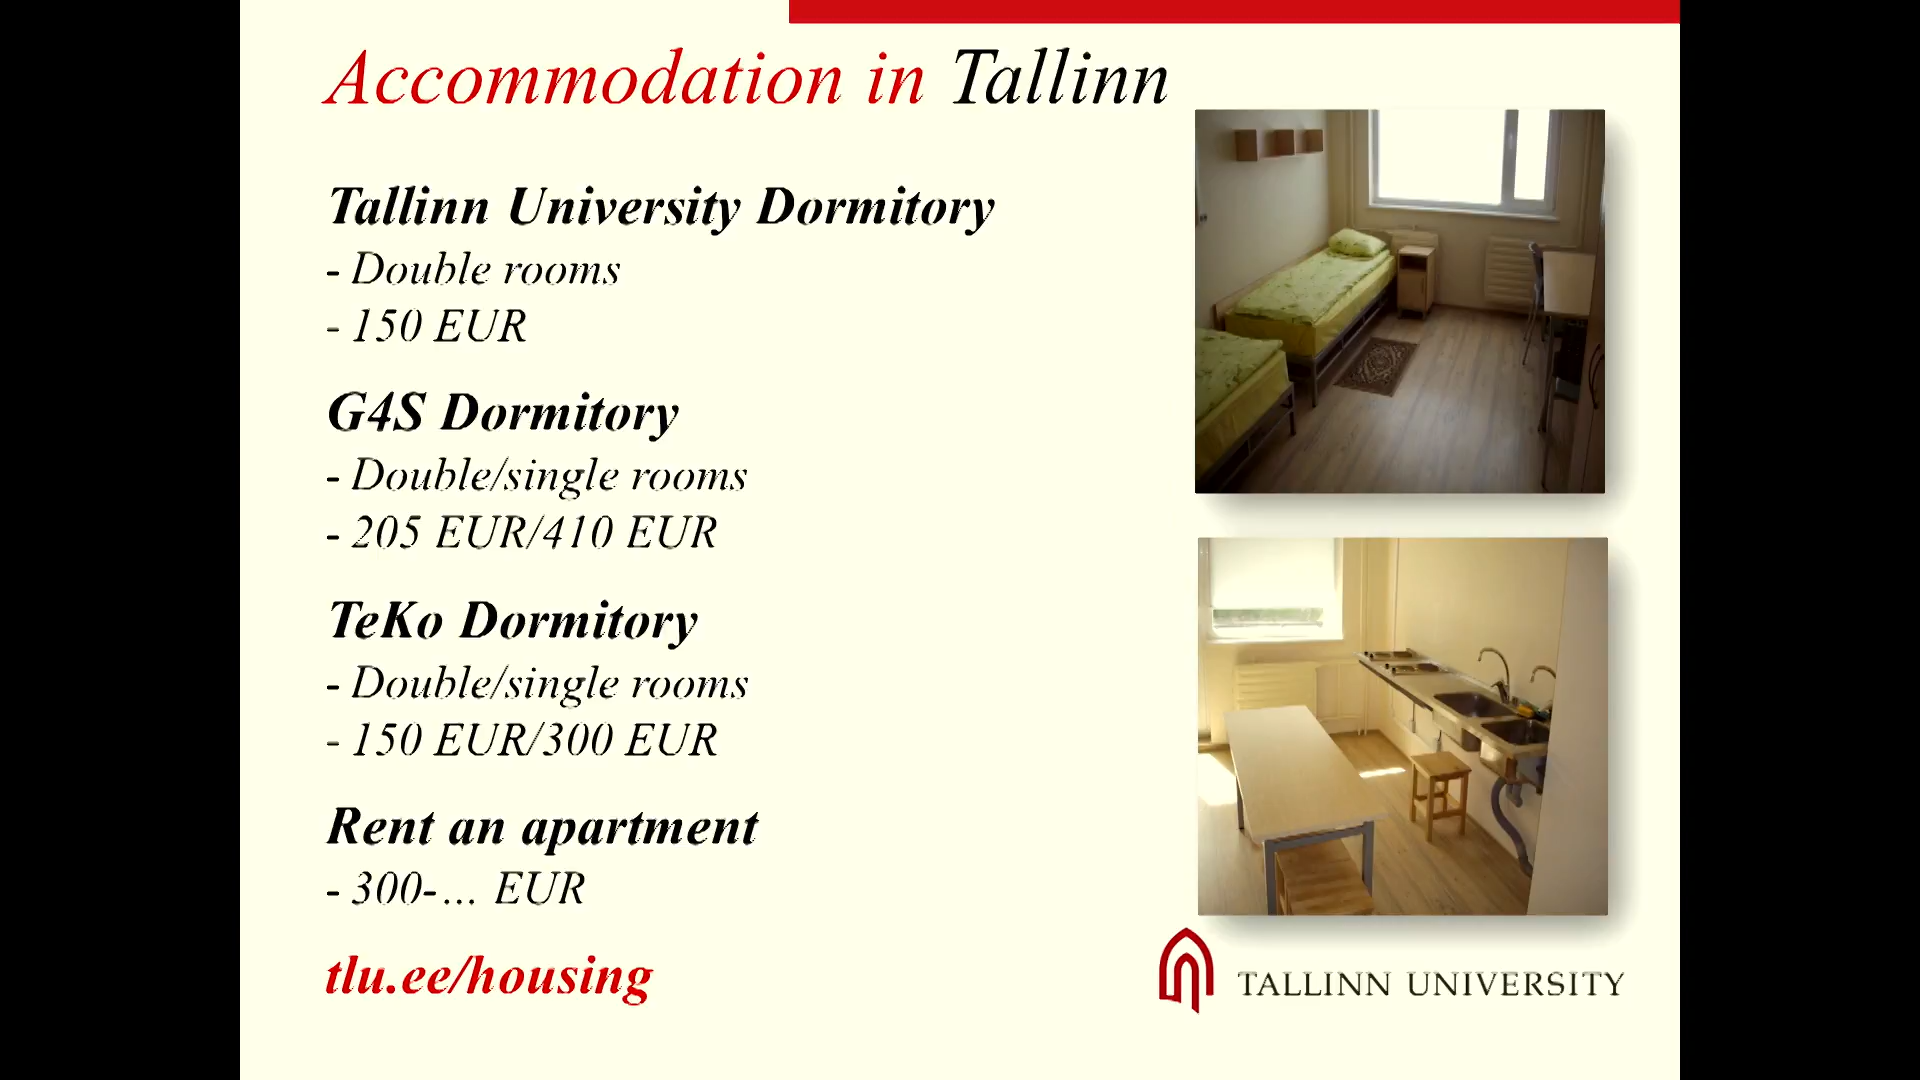 Accommodation in Tallinn
Tallinn University Dormitory
- Double rooms
- 150 EUR
G4S Dormitory
- Double/single rooms
- 205 EUR/410 EUR
TeKo Dormitory
- Double/single rooms
- 150 EUR/300 EUR
Rent an apartment
- 300-... EUR
tlu.ee/housing
TALLINN UNIVERSITY